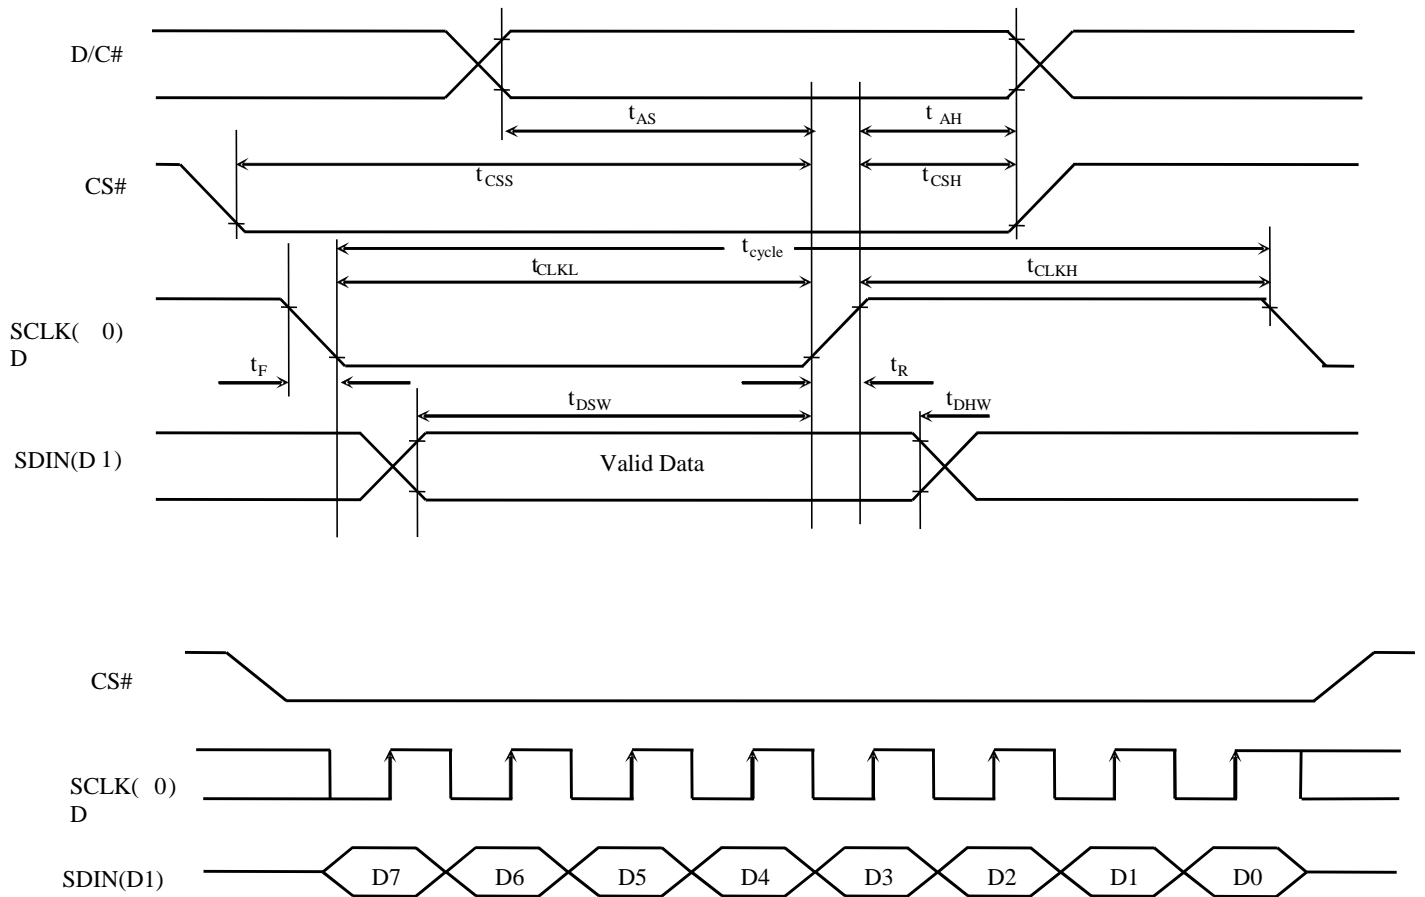 D/C#
tAS
t AH
CS#
tCSS
tCSH
tcycle
tCLKL
tCLKH
SCLK( 0)
D
tF
tR
tDSW
tDHW
SDIN(D 1)
Valid Data
CS#
SCLK( 0)
D
SDIN(D1)
D7 D6 D5 D4 D3 D2 D1 D0